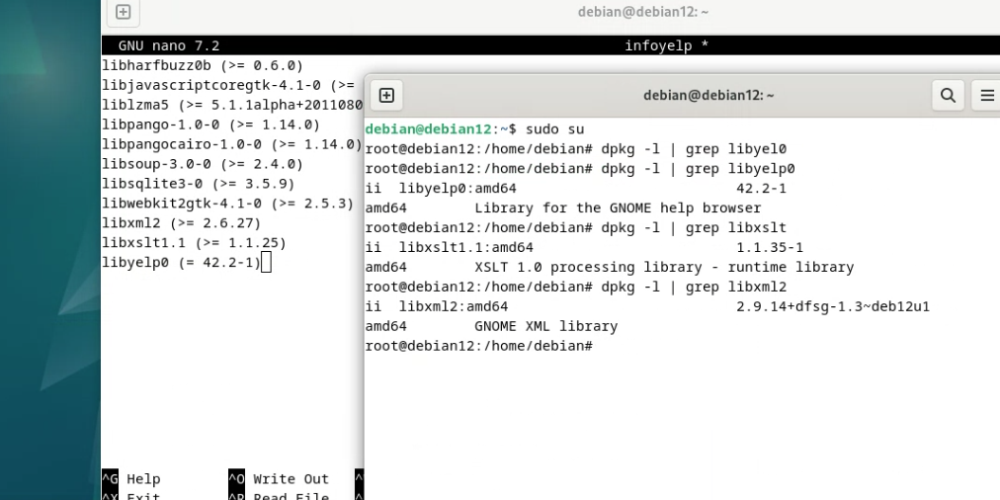 debian@debian12: ~
GNU nano 7.2 infoyelp *
libharfbuzz0b (>= 0.6.0)
libjavascriptcoregtk-4.1-0 (>=
liblzma5 (>= 5.1.1alpha+2011080
libpango-1.0-0 (>= 1.14.0)
libpangocairo-1.0-0 (>= 1.14.0)
libsoup-3.0-0 (>= 2.4.0)
libsqlite3-0 (>= 3.5.9)
libwebkit2gtk-4.1-0 (>= 2.5.3)
libxml2 (>= 2.6.27)
libxslt1.1 (>= 1.1.25)
libyelp0 (= 42.2-1)
^G Help ^O Write Out
^X Exit ^R Read File
debian@debian12: ~
debian@debian12:~$ sudo su
root@debian12:/home/debian# dpkg -l | grep libyel0
root@debian12:/home/debian# dpkg -l | grep libyelp0
ii libyelp0:amd64 42.2-1
amd64 Library for the GNOME help browser
root@debian12:/home/debian# dpkg -l | grep libxslt
ii libxslt1.1:amd64 1.1.35-1
amd64 XSLT 1.0 processing library - runtime library
root@debian12:/home/debian# dpkg -l | grep libxml2
ii libxml2:amd64 2.9.14+dfsg-1.3~deb12u1
amd64 GNOME XML library
root@debian12:/home/debian#